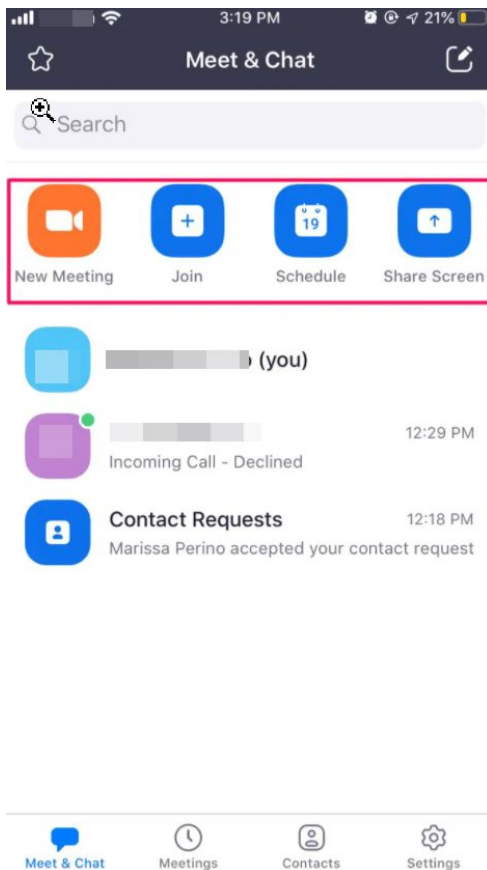 3:19 PM 21%
Meet & Chat
Search
19
New Meeting Join Schedule Share Screen
(you)
12:29 PM
Incoming Call - Declined
Contact Requests 12:18 PM
Marissa Perino accepted your contact request
Meet & Chat Meetings Contacts Settings